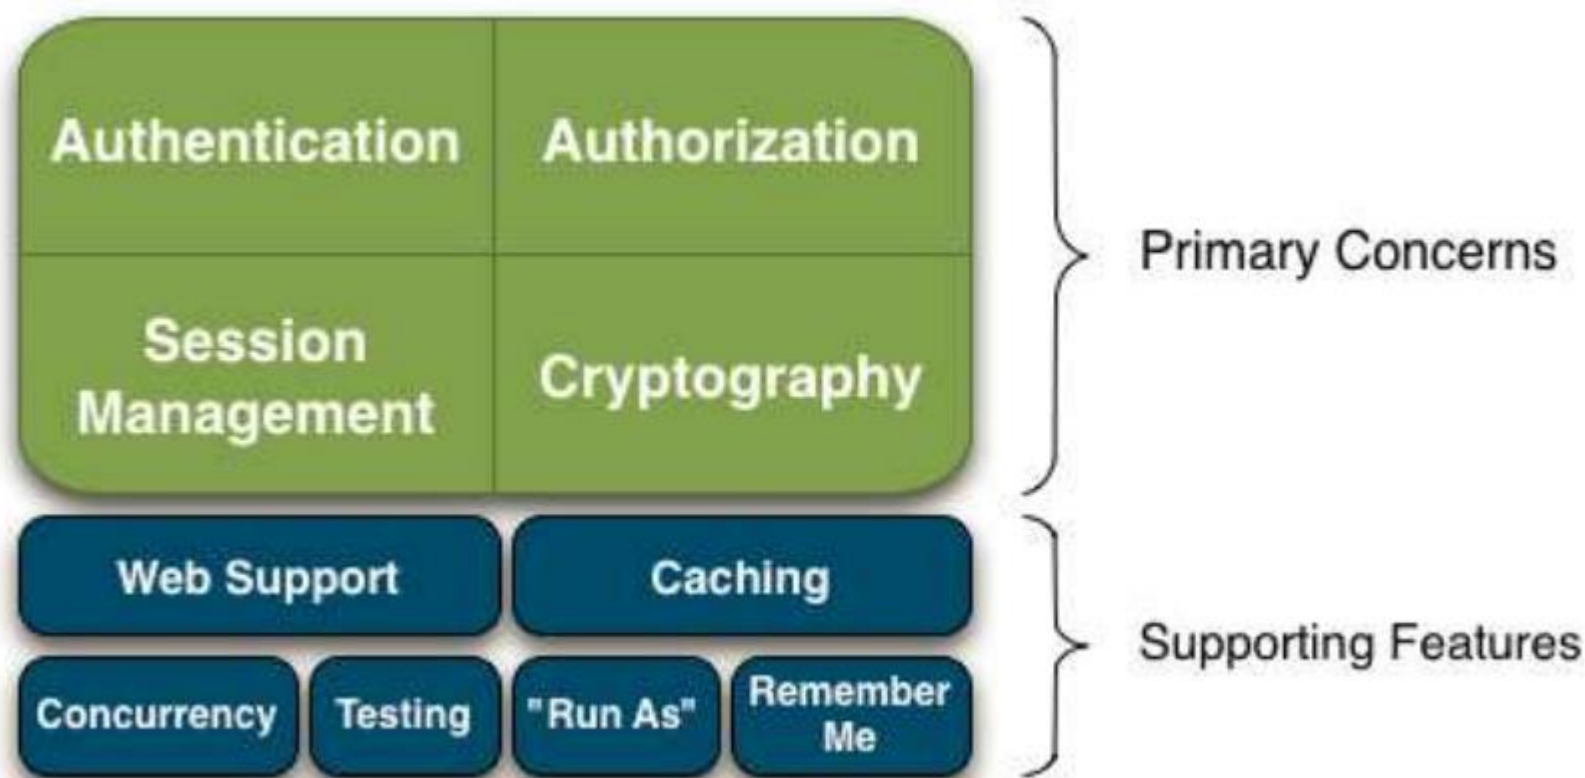 Authentication
Authorization
Session
Management
Cryptography
Primary Concerns
Web Support
Caching
Concurrency
Testing
"Run As"
Remember
Me
Supporting Features